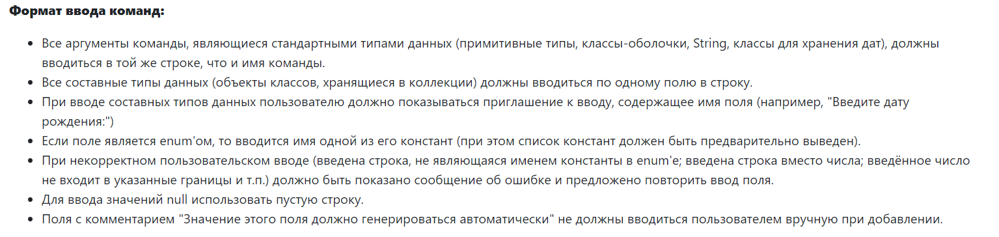 Формат ввода команд:
• Все аргументы команды, являющиеся стандартными типами данных (примитивные типы, классы-оболочки, String, классы для хранения дат), должны
вводиться в той же строке, что и имя команды.
• Все составные типы данных (объекты классов, хранящиеся в коллекции) должны вводиться по одному полю в строку.
• При вводе составных типов данных пользователю должно показываться приглашение к вводу, содержащее имя поля (например, "Введите дату
рождения:")
• Если поле является enum'ом, то вводится имя одной из его констант (при этом список констант должен быть предварительно выведен).
• При некорректном пользовательском вводе (введена строка, не являющаяся именем константы в enum'е; введена строка вместо числа; введённое число
не входит в указанные границы и т.п.) должно быть показано сообщение об ошибке и предложено повторить ввод поля.
• Для ввода значений null использовать пустую строку.
• Поля с комментарием "Значение этого поля должно генерироваться автоматически" не должны вводиться пользователем вручную при добавлении.